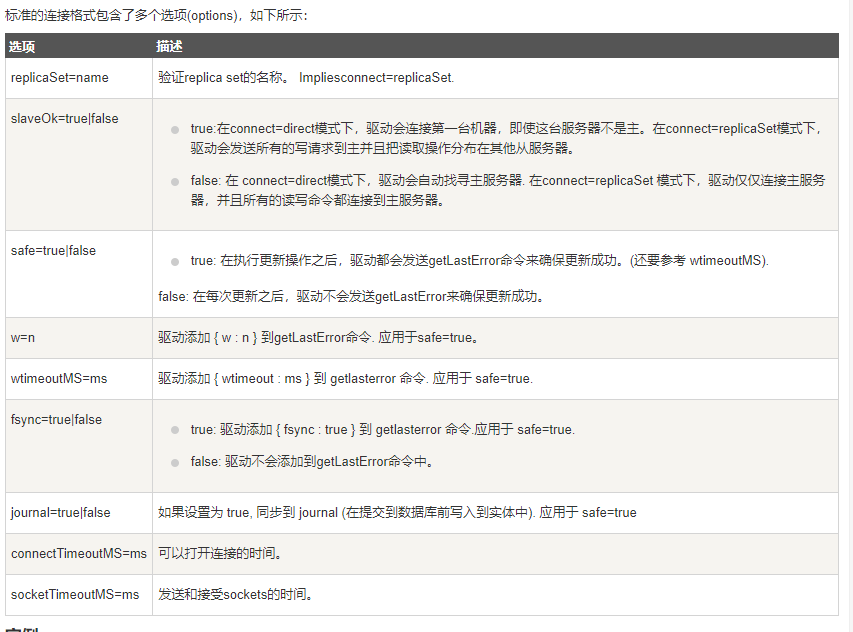 标准的连接格式包含了多个选项(options)，如下所示：
选项 描述
replicaSet=name 验证replica set的名称。 Impliesconnect=replicaSet.
slaveOk=true|false
true:在connect=direct模式下，驱动会连接第一台机器，即使这台服务器不是主。在connect=replicaSet模式下，
驱动会发送所有的写请求到主并且把读取操作分布在其他从服务器。
false: 在 connect=direct模式下，驱动会自动找寻主服务器. 在connect=replicaSet 模式下，驱动仅仅连接主服务
器，并且所有的读写命令都连接到主服务器。
safe=true|false
true: 在执行更新操作之后，驱动都会发送getLastError命令来确保更新成功。(还要参考 wtimeoutMS).
false: 在每次更新之后，驱动不会发送getLastError来确保更新成功。
w=n 驱动添加 { w : n } 到getLastError命令. 应用于safe=true。
wtimeoutMS=ms 驱动添加 { wtimeout : ms } 到 getlasterror 命令. 应用于 safe=true.
fsync=true|false
true: 驱动添加 { fsync : true } 到 getlasterror 命令.应用于 safe=true.
false: 驱动不会添加到getLastError命令中。
journal=true|false 如果设置为 true, 同步到 journal (在提交到数据库前写入到实体中). 应用于 safe=true
connectTimeoutMS=ms 可以打开连接的时间。
socketTimeoutMS=ms 发送和接受sockets的时间。